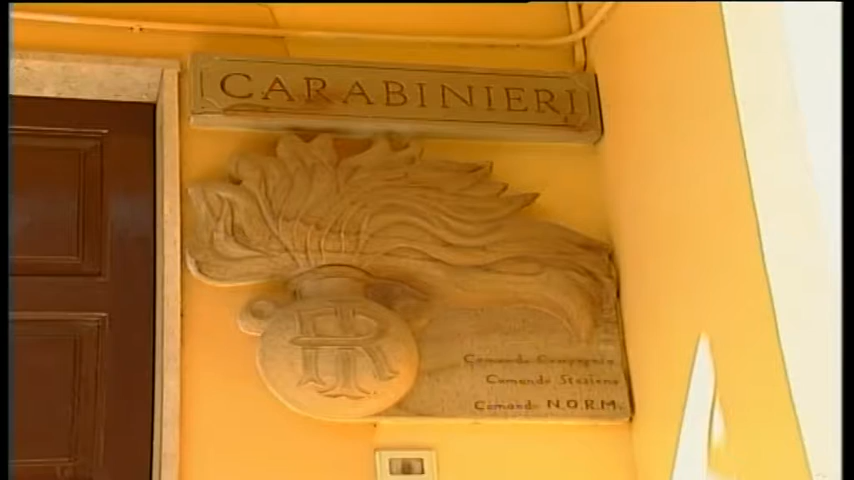 CARABINIERI
RI
Comando Compagnia
Comando Stazione
Comando N.O.R.M.